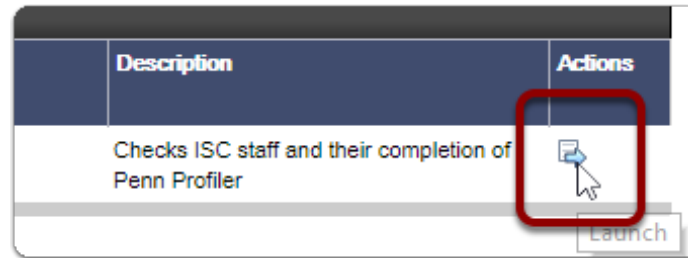 Description
Actions
Checks ISC staff and their completion of
Penn Profiler
Launch